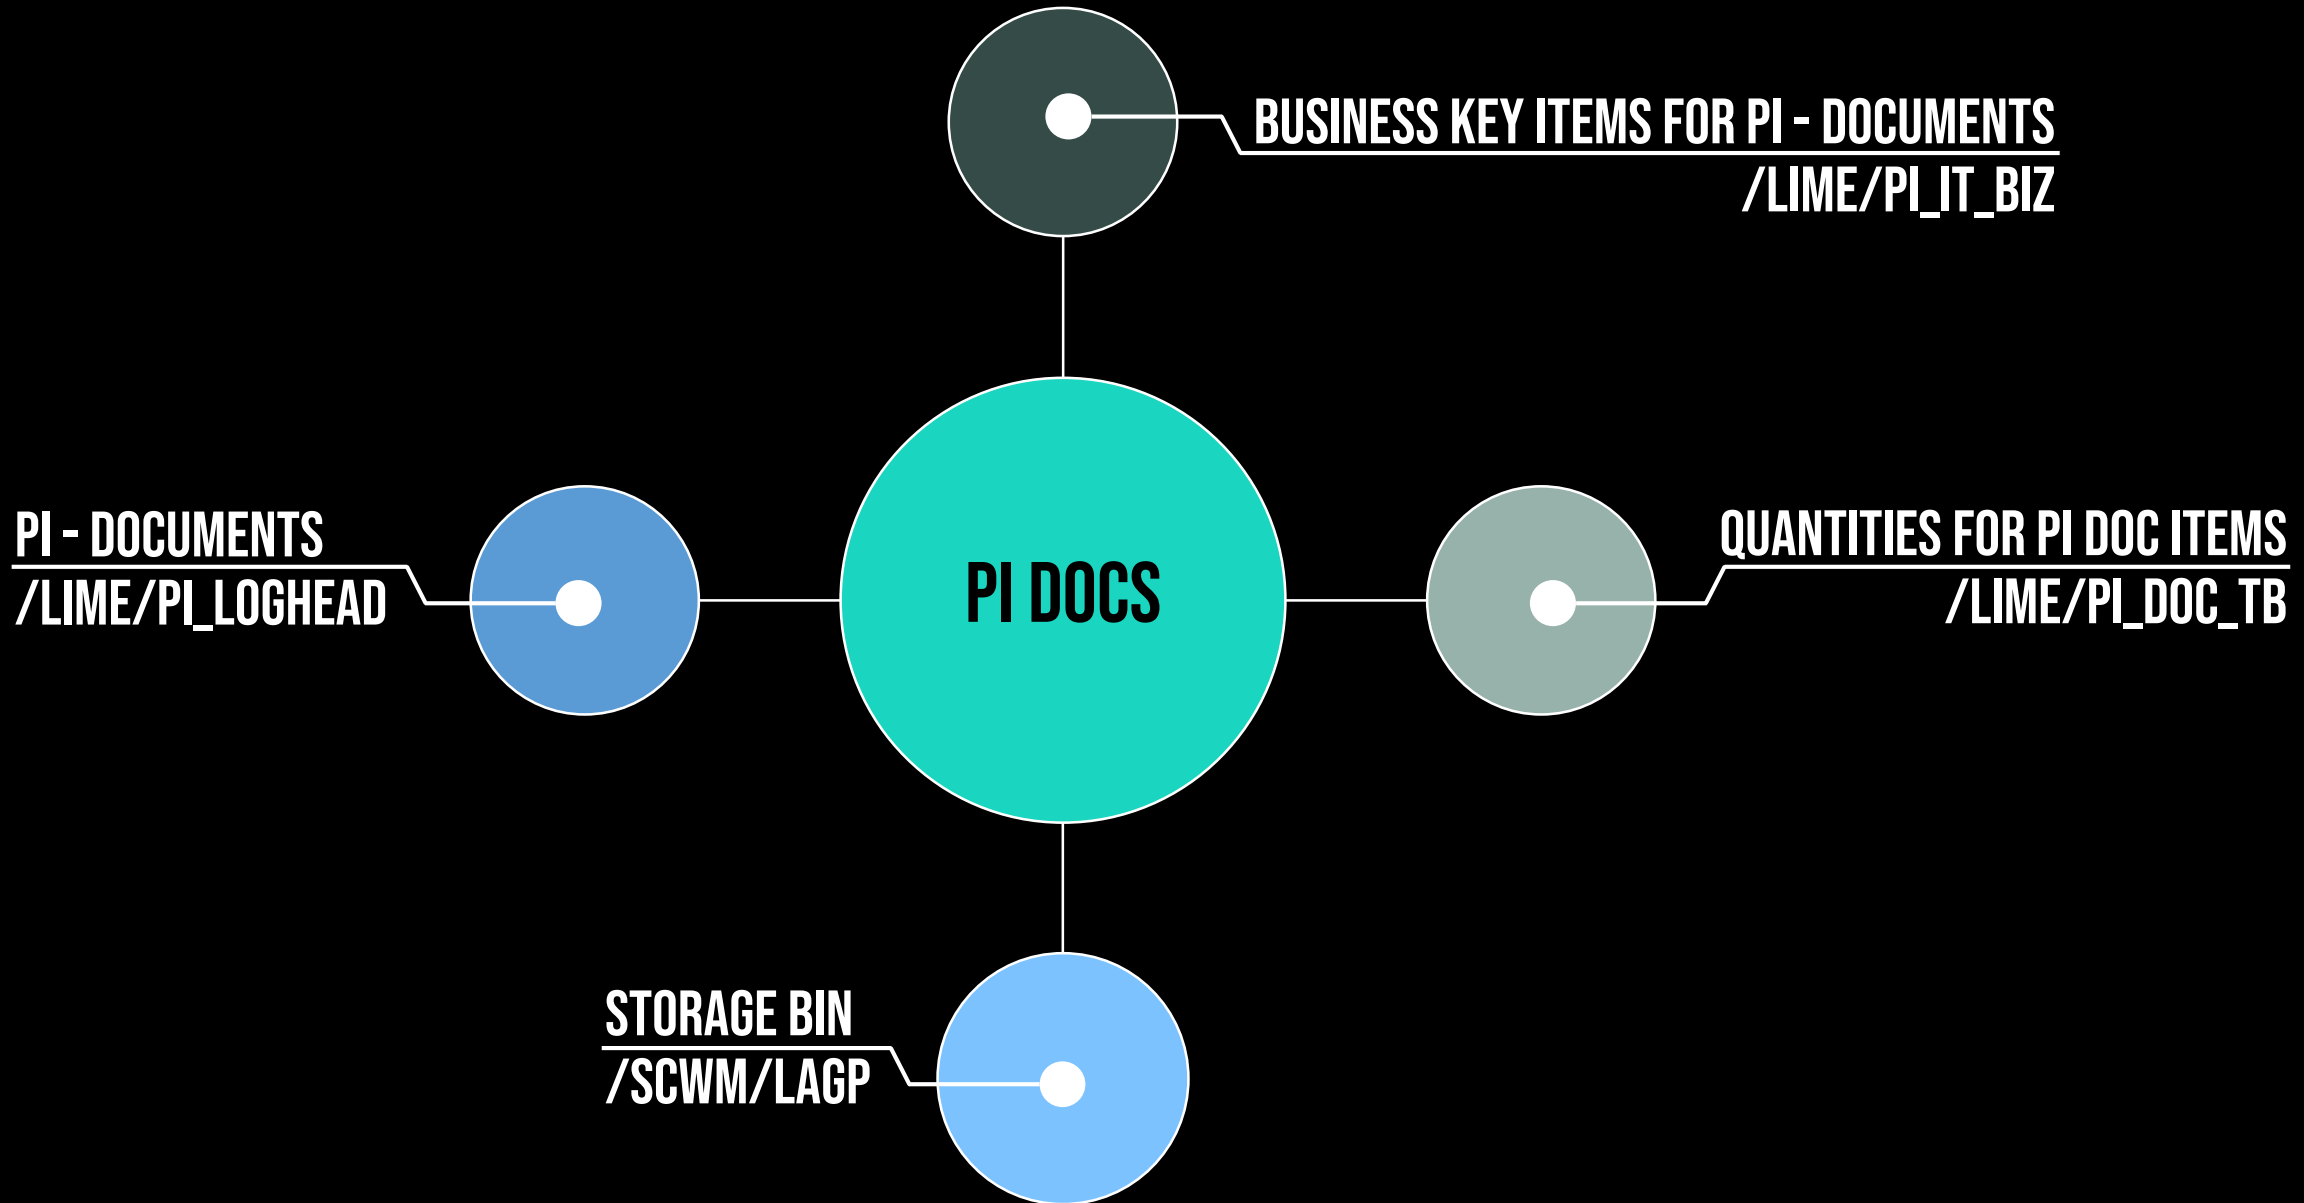 BUSINESS KEY ITEMS FOR PI - DOCUMENTS
/LIME/PI_IT_BIZ
PI - DOCUMENTS
/LIME/PI_LOGHEAD
PI DOCS
QUANTITIES FOR PI DOC ITEMS
/LIME/PI_DOC_TB
STORAGE BIN
/SCWM/LAGP